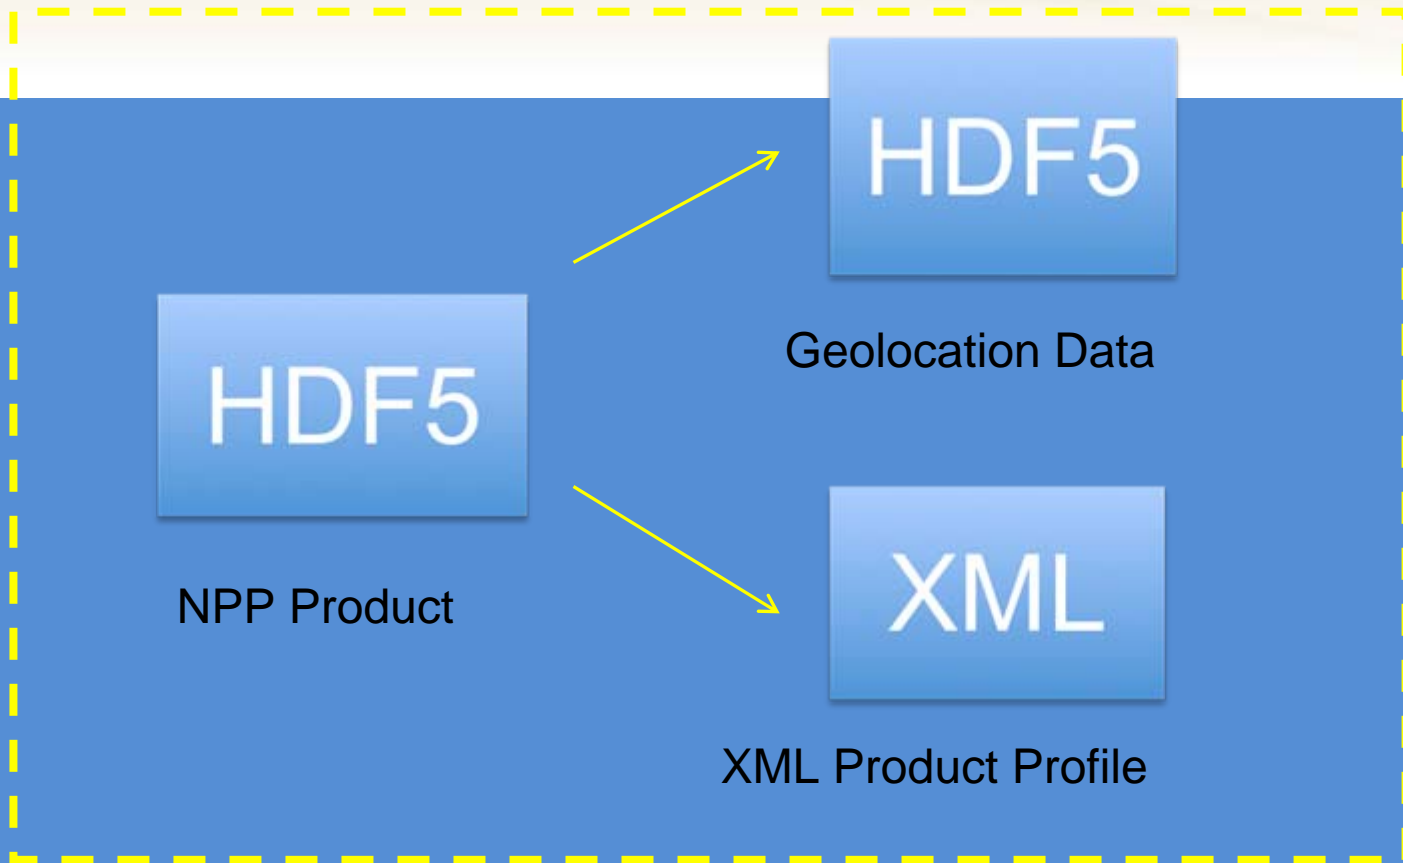 HDF5
Geolocation Data
HDF5
NPP Product
XML
XML Product Profile